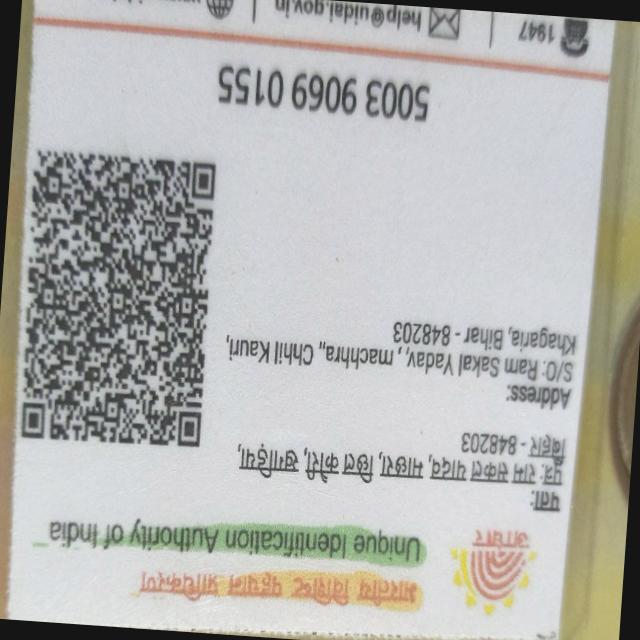 भारतीय विशिष्ट पहचान प्राधिकरण
Unique Identification Authority of India
आधार
पता:
पुत्र: राम सकल यादव, माछरा, छिल कौरी, खगड़िया,
बिहार - 848203
Address:
S/O: Ram Sakal Yadav, , machhra,, Chhil Kauri,
Khagaria, Bihar - 848203
5003 9069 0155
1947
help@uidai.gov.in